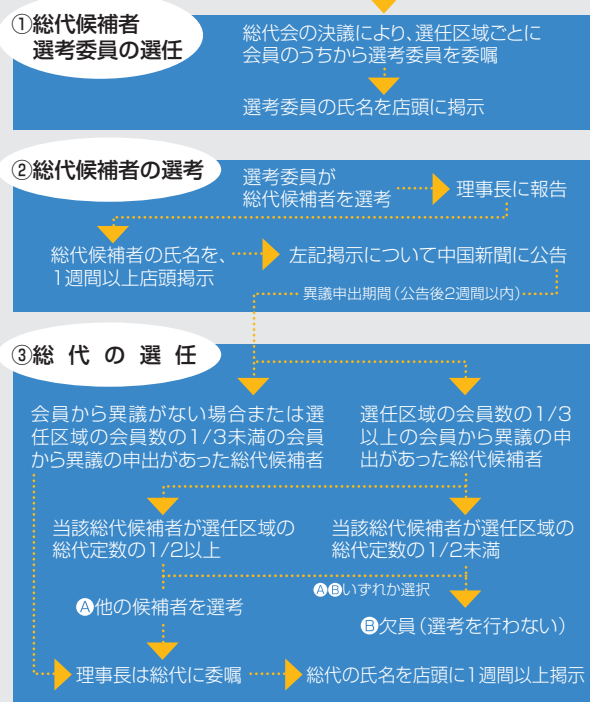 ①総代候補者
選考委員の選任
総代会の決議により、選任区域ごとに
会員のうちから選考委員を委嘱
選考委員の氏名を店頭に掲示
②総代候補者の選考
選考委員が
総代候補者を選考
理事長に報告
総代候補者の氏名を、
1週間以上店頭掲示
左記掲示について中国新聞に公告
異議申出期間(公告後2週間以内)
③総代の選任
会員から異議がない場合または選
任区域の会員数の1/3未満の会員
から異議の申出があった総代候補者
選任区域の会員数の1/3
以上の会員から異議の申
出があった総代候補者
当該総代候補者が選任区域の
総代定数の1/2以上
当該総代候補者が選任区域の
総代定数の1/2未満
ⒶⒷいずれか選択
Ⓐ他の候補者を選考
Ⓑ欠員(選考を行わない)
理事長は総代に委嘱
総代の氏名を店頭に1週間以上掲示